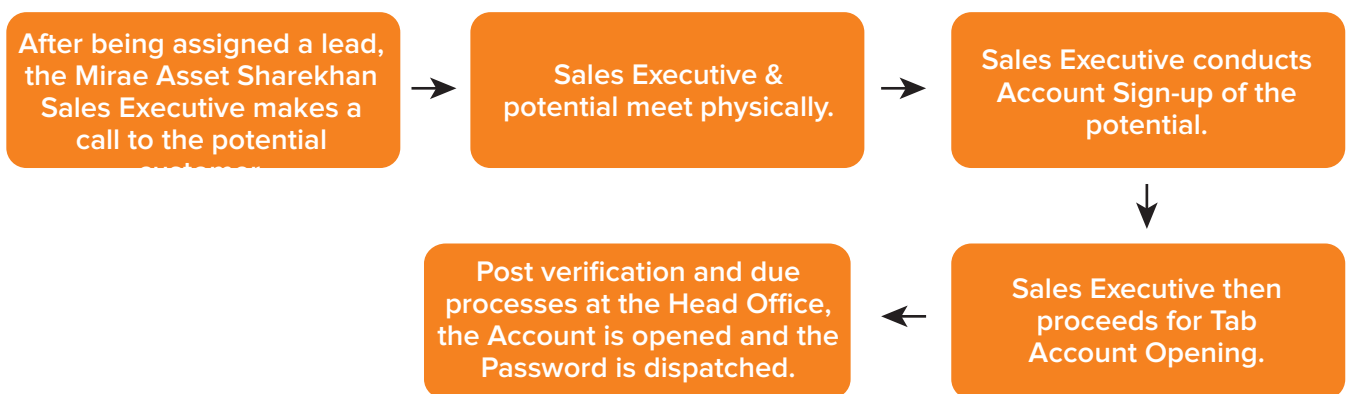 After being assigned a lead,
the Mirae Asset Sharekhan
Sales Executive makes a
call to the potential
customer.
Sales Executive &
potential meet physically.
Sales Executive conducts
Account Sign-up of the
potential.
Sales Executive then
proceeds for Tab
Account Opening.
Post verification and due
processes at the Head Office,
the Account is opened and the
Password is dispatched.